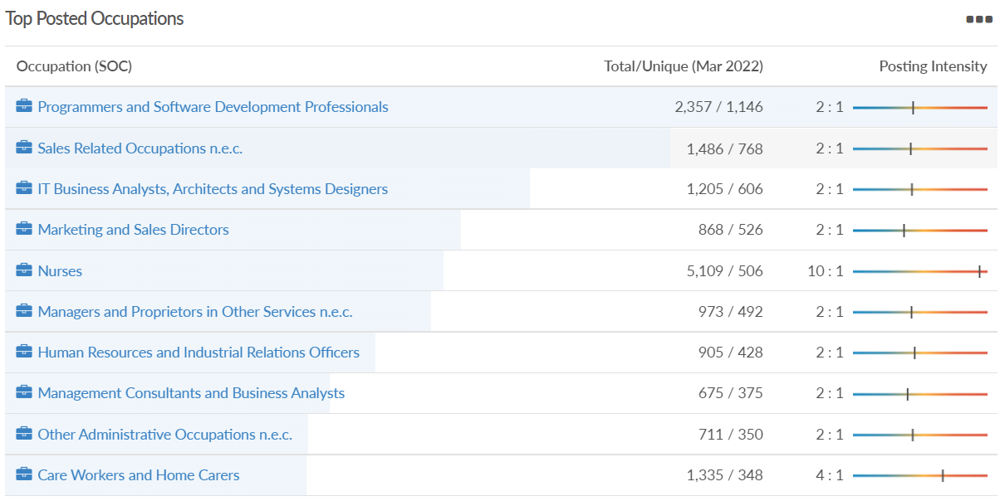 Top Posted Occupations
Occupation (SOC) Total/Unique (Mar 2022) Posting Intensity
Programmers and Software Development Professionals 2,357 / 1,146 2 : 1
Sales Related Occupations n.e.c. 1,486 / 768 2 : 1
IT Business Analysts, Architects and Systems Designers 1,205 / 606 2 : 1
Marketing and Sales Directors 868 / 526 2 : 1
Nurses 5,109 / 506 10 : 1
Managers and Proprietors in Other Services n.e.c. 973 / 492 2 : 1
Human Resources and Industrial Relations Officers 905 / 428 2 : 1
Management Consultants and Business Analysts 675 / 375 2 : 1
Other Administrative Occupations n.e.c. 711 / 350 2 : 1
Care Workers and Home Carers 1,335 / 348 4 : 1